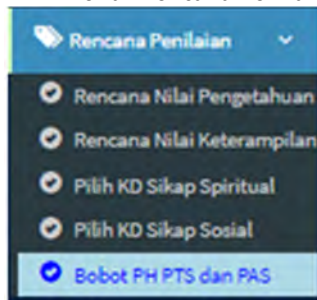 Rencana Penilaian
Rencana Nilai Pengetahuan
Rencana Nilai Keterampilan
Pilih KD Sikap Spiritual
Pilih KD Sikap Sosial
Bobot PH PTS dan PAS